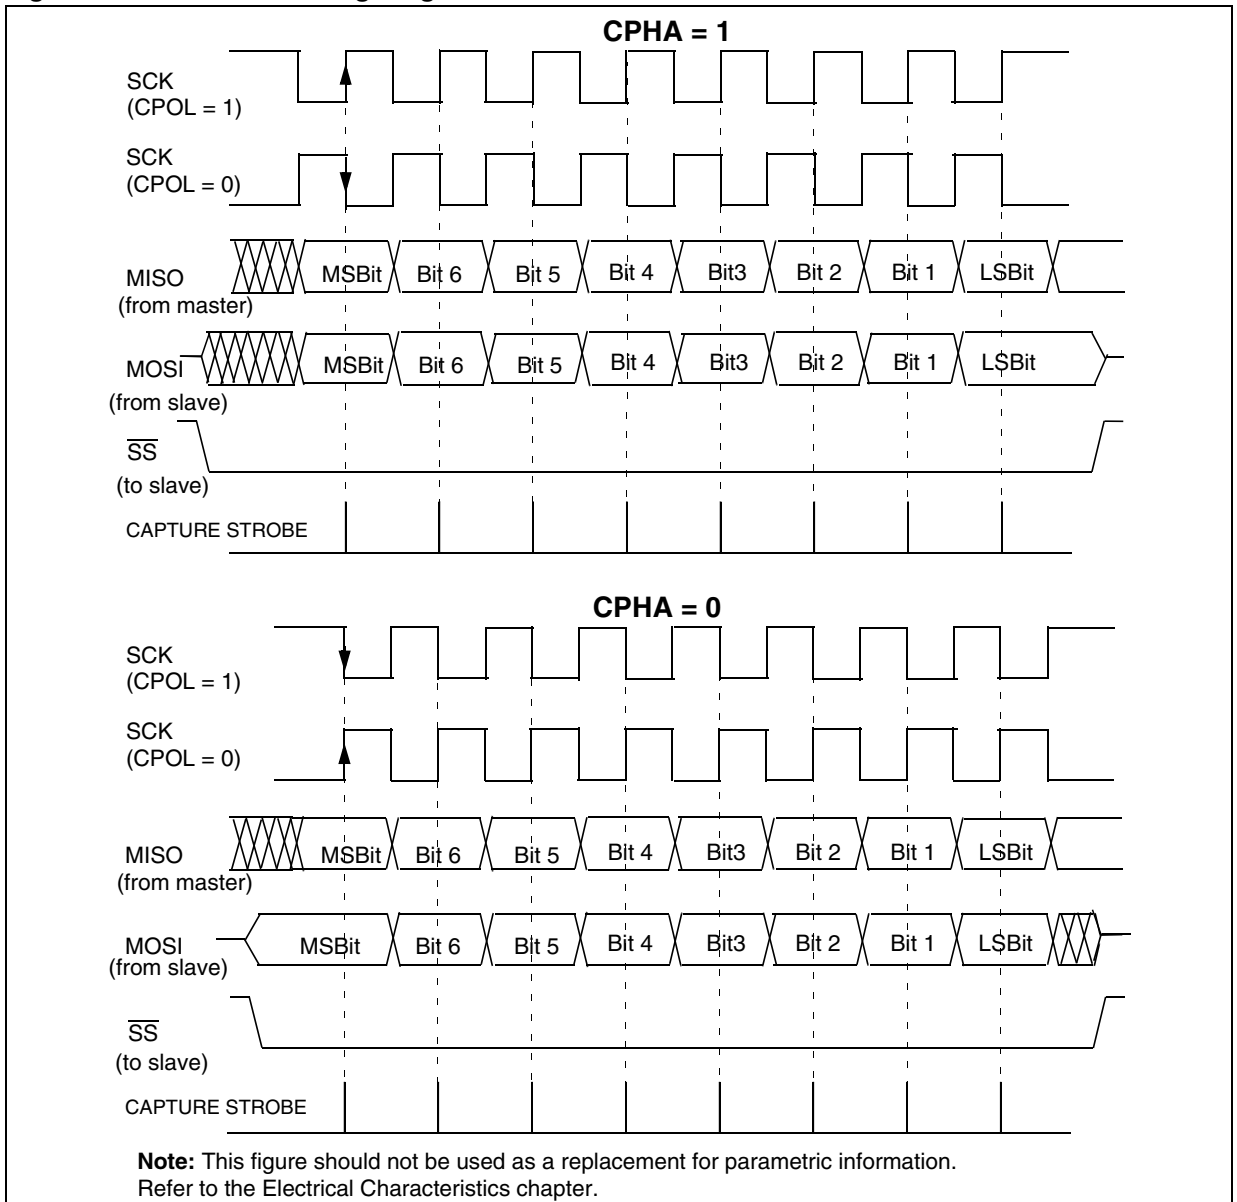 CPHA = 1
SCK
(CPOL = 1)
SCK
(CPOL = 0)
MISO
(from master)
MSBit Bit 6 Bit 5 Bit 4 Bit3 Bit 2 Bit 1 LSBit
MOSI
(from slave)
MSBit Bit 6 Bit 5 Bit 4 Bit3 Bit 2 Bit 1 LSBit
SS
(to slave)
CAPTURE STROBE
CPHA = 0
SCK
(CPOL = 1)
SCK
(CPOL = 0)
MISO
(from master)
MSBit Bit 6 Bit 5 Bit 4 Bit3 Bit 2 Bit 1 LSBit
MOSI
(from slave)
MSBit Bit 6 Bit 5 Bit 4 Bit3 Bit 2 Bit 1 LSBit
SS
(to slave)
CAPTURE STROBE
Note: This figure should not be used as a replacement for parametric information.
Refer to the Electrical Characteristics chapter.